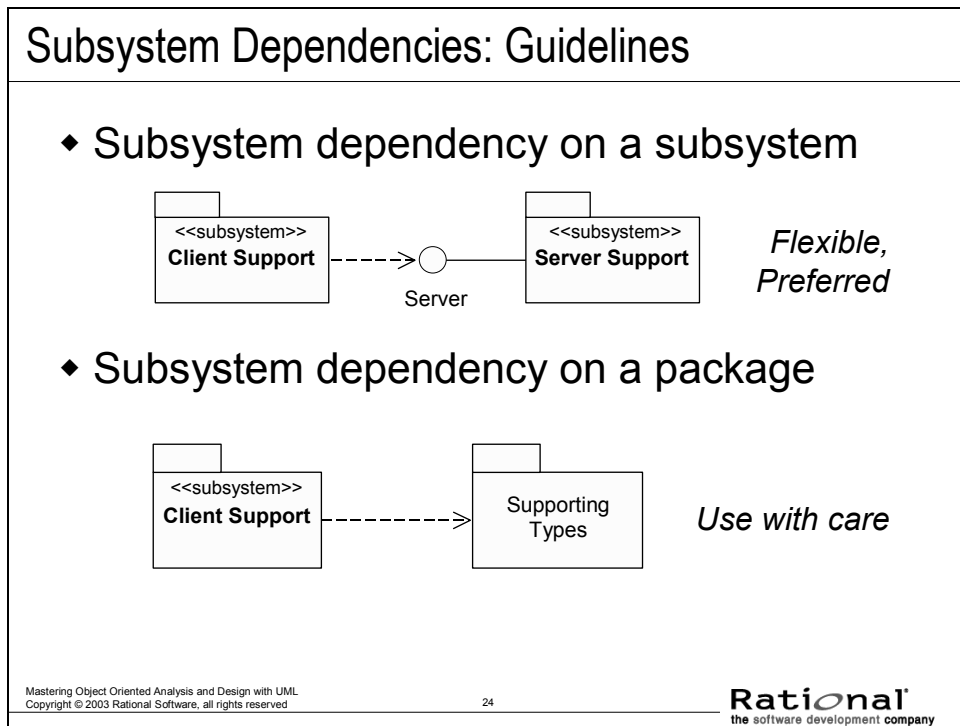 Subsystem Dependencies: Guidelines
◆ Subsystem dependency on a subsystem
<<subsystem>>
Client Support
Server
<<subsystem>>
Server Support
Flexible,
Preferred
◆ Subsystem dependency on a package
<<subsystem>>
Client Support
Supporting
Types
Use with care
Mastering Object Oriented Analysis and Design with UML
Copyright © 2003 Rational Software, all rights reserved
24
Rational
the software development company